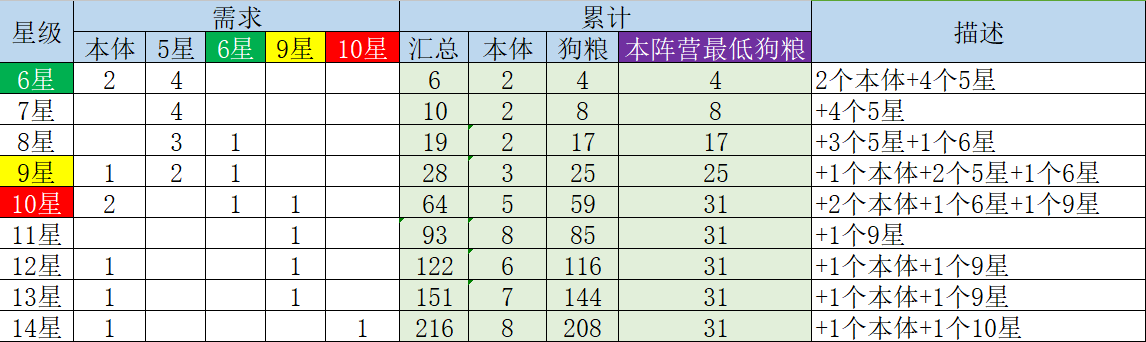 星级 需求 累计 描述
本体 5星 6星 9星 10星 汇总 本体 狗粮 本阵营最低狗粮
6星 2 4 6 2 4 4 2个本体+4个5星
7星 4 10 2 8 8 +4个5星
8星 3 1 19 2 17 17 +3个5星+1个6星
9星 1 2 1 28 3 25 25 +1个本体+2个5星+1个6星
10星 2 1 1 64 5 59 31 +2个本体+1个6星+1个9星
11星 1 93 8 85 31 +1个9星
12星 1 1 122 6 116 31 +1个本体+1个9星
13星 1 1 151 7 144 31 +1个本体+1个9星
14星 1 1 216 8 208 31 +1个本体+1个10星